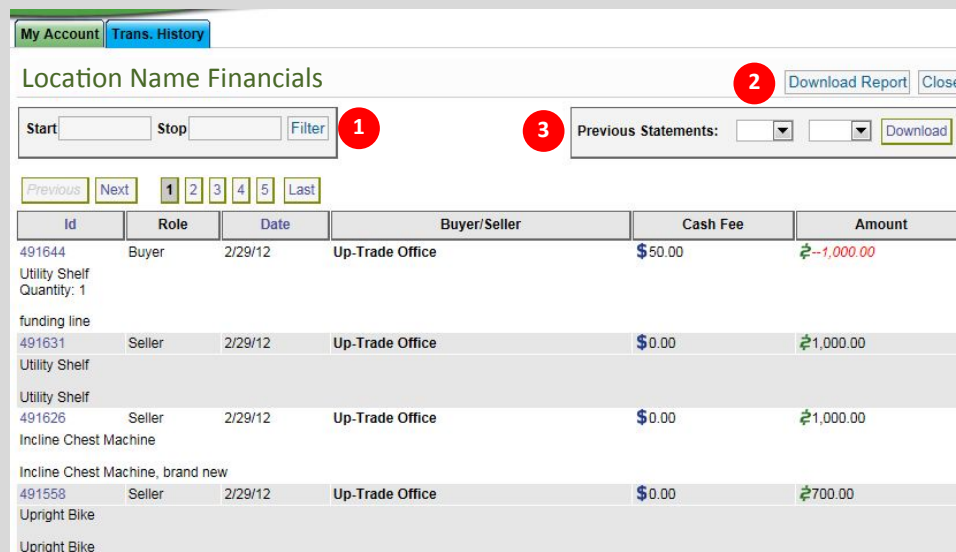 My Account Trans. History
Location Name Financials
2 Download Report Close
Start Stop Filter 1 3 Previous Statements: Download
Previous Next 1 2 3 4 5 Last
Id Role Date Buyer/Seller Cash Fee Amount
491644 Buyer 2/29/12 Up-Trade Office $50.00 --1,000.00
Utility Shelf
Quantity: 1
funding line
491631 Seller 2/29/12 Up-Trade Office $0.00 1,000.00
Utility Shelf
Utility Shelf
491626 Seller 2/29/12 Up-Trade Office $0.00 1,000.00
Incline Chest Machine
Incline Chest Machine, brand new
491558 Seller 2/29/12 Up-Trade Office $0.00 700.00
Upright Bike
Upright Bike